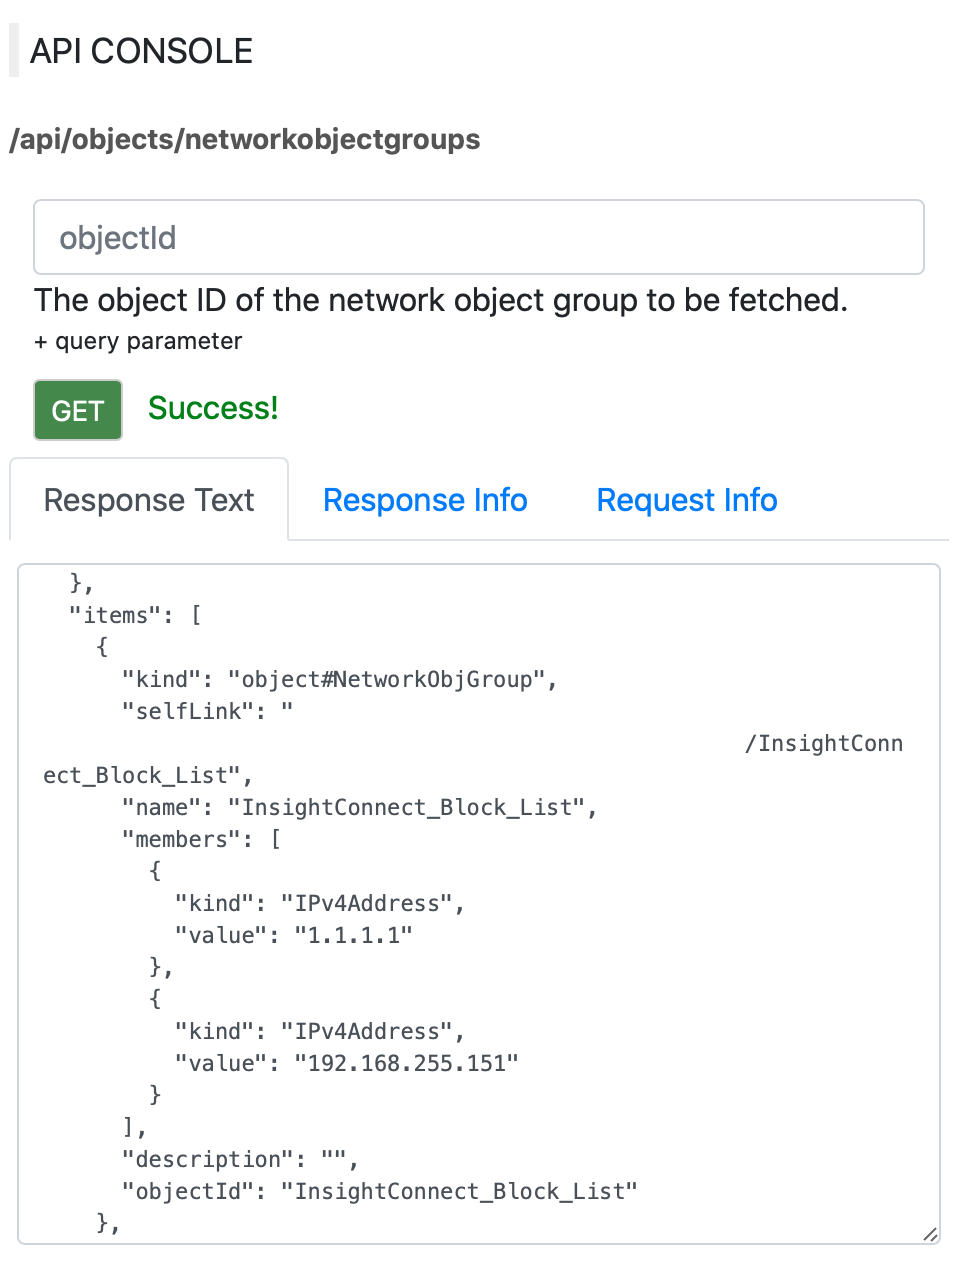 API CONSOLE
/api/objects/networkobjectgroups
objectId
The object ID of the network object group to be fetched.
+ query parameter
GET Success!
Response Text Response Info Request Info
  },
  "items": [
    {
      "kind": "object#NetworkObjGroup",
      "selfLink": "
/InsightConn
ect_Block_List",
      "name": "InsightConnect_Block_List",
      "members": [
        {
          "kind": "IPv4Address",
          "value": "1.1.1.1"
        },
        {
          "kind": "IPv4Address",
          "value": "192.168.255.151"
        }
      ],
      "description": "",
      "objectId": "InsightConnect_Block_List"
    },